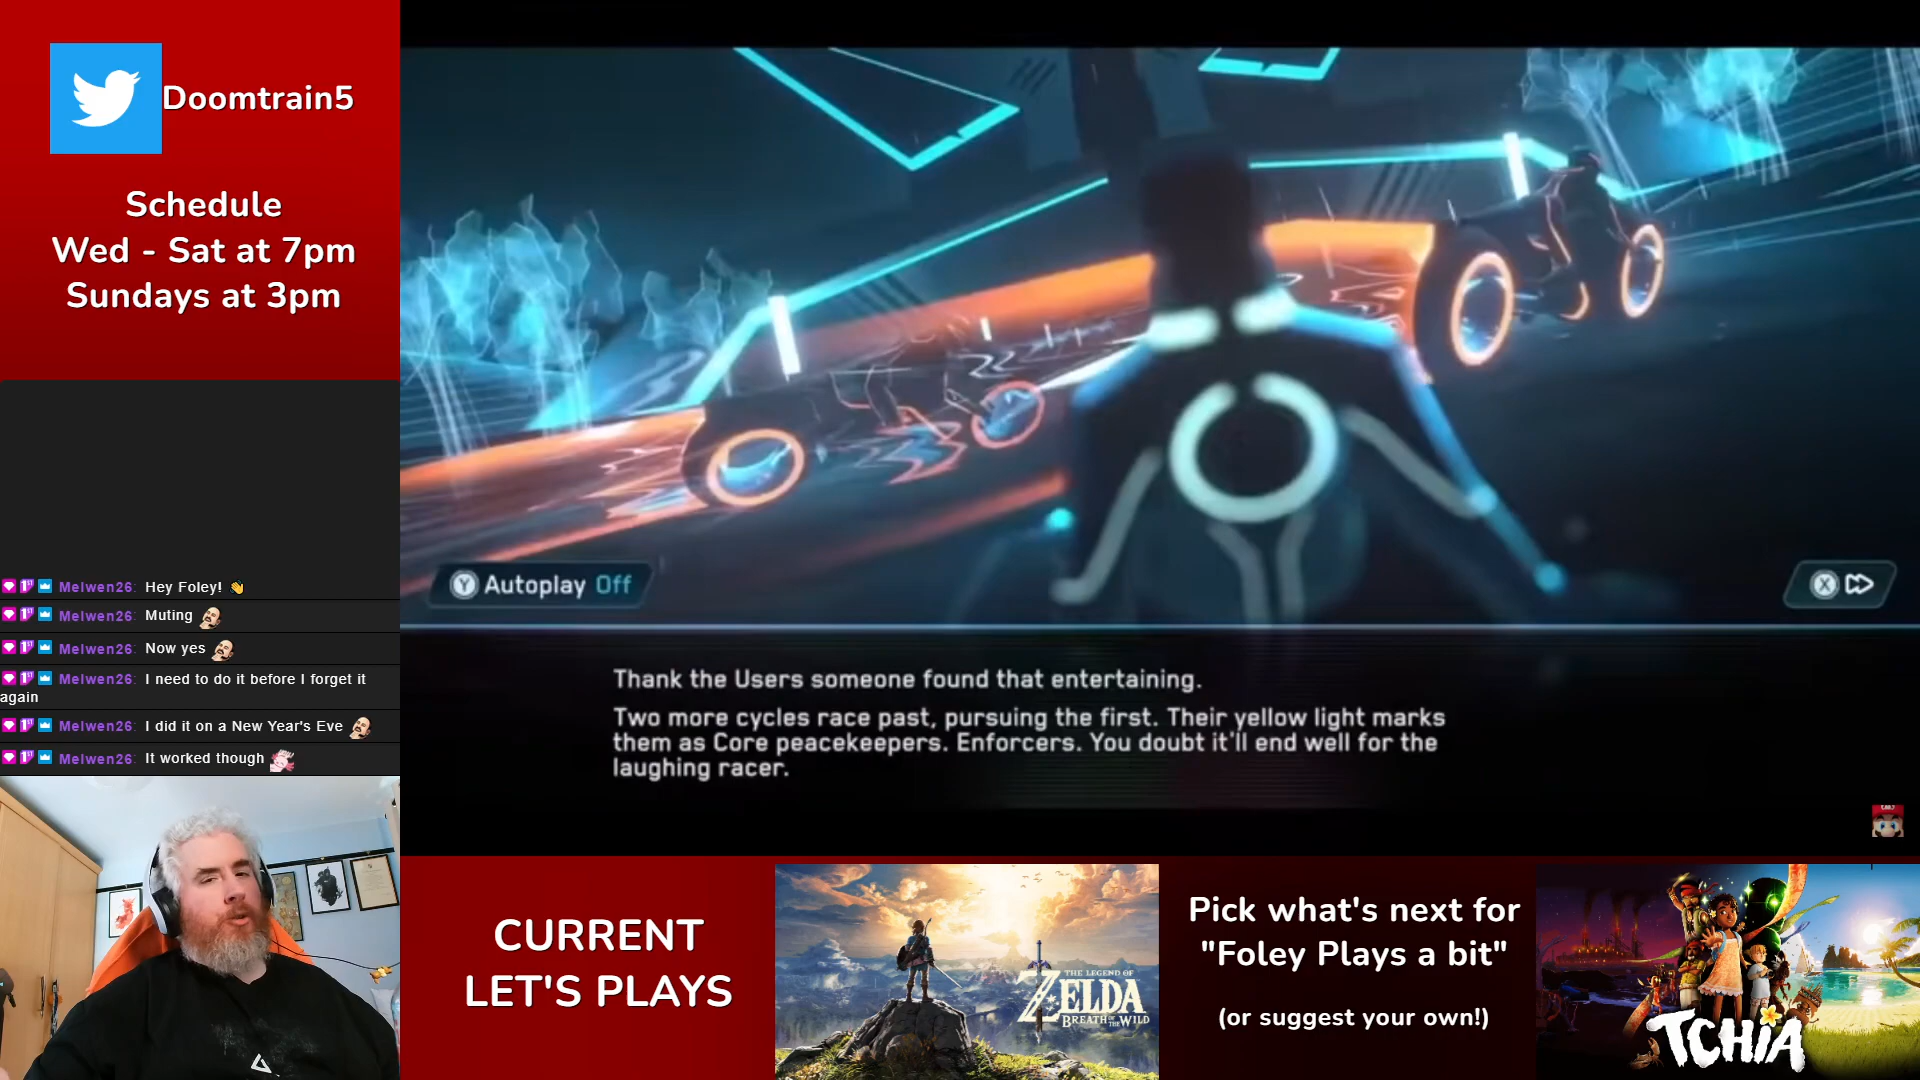 Doomtrain5
Schedule
Wed - Sat at 7pm
Sundays at 3pm
Melwen26: Hey Foley!
Melwen26: Muting
Melwen26: Now yes
Melwen26: I need to do it before I forget it
again
Melwen26: I did it on a New Year's Eve
Melwen26: It worked though
Y Autoplay Off
X
Thank the Users someone found that entertaining.
Two more cycles race past, pursuing the first. Their yellow light marks
them as Core peacekeepers. Enforcers. You doubt it'll end well for the
laughing racer.
CURRENT
LET'S PLAYS
THE LEGEND OF
ZELDA
BREATH OF THE WILD
Pick what's next for
"Foley Plays a bit"
(or suggest your own!)
TCHIA